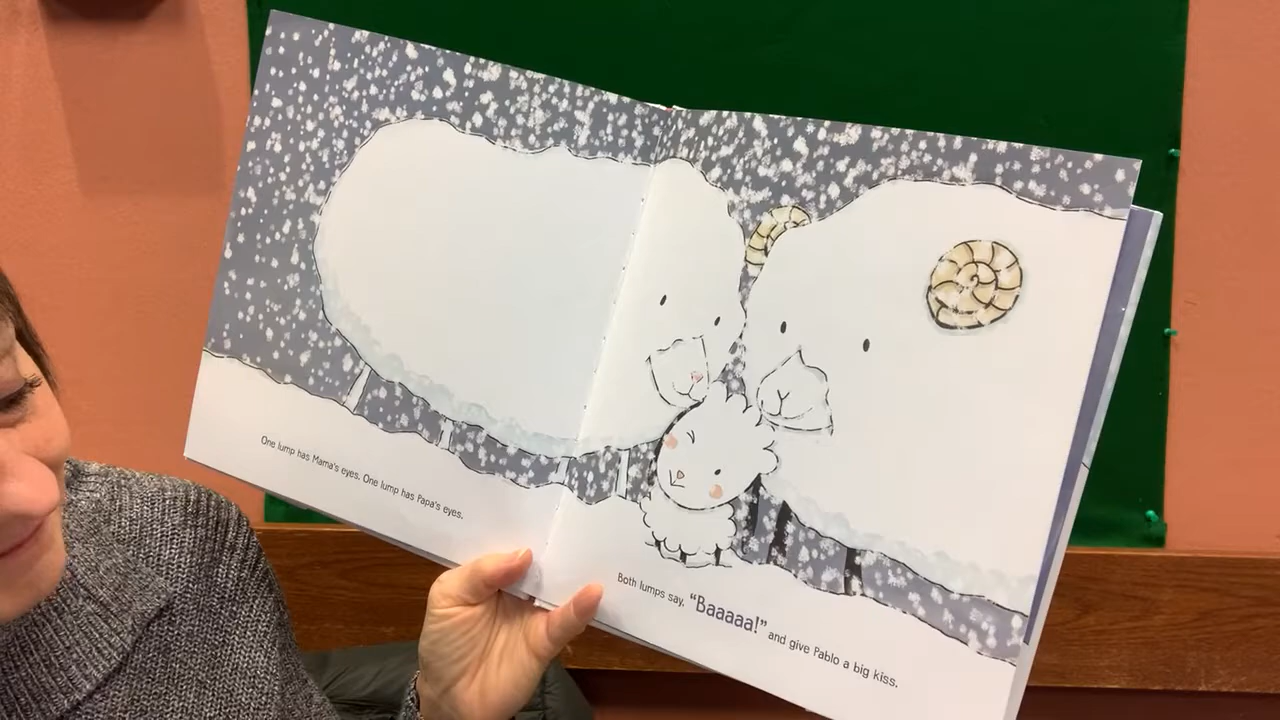 One lump has Mama's eyes. One lump has Papa's eyes.
Both lumps say, "Baaaaa!" and give Pablo a big kiss.